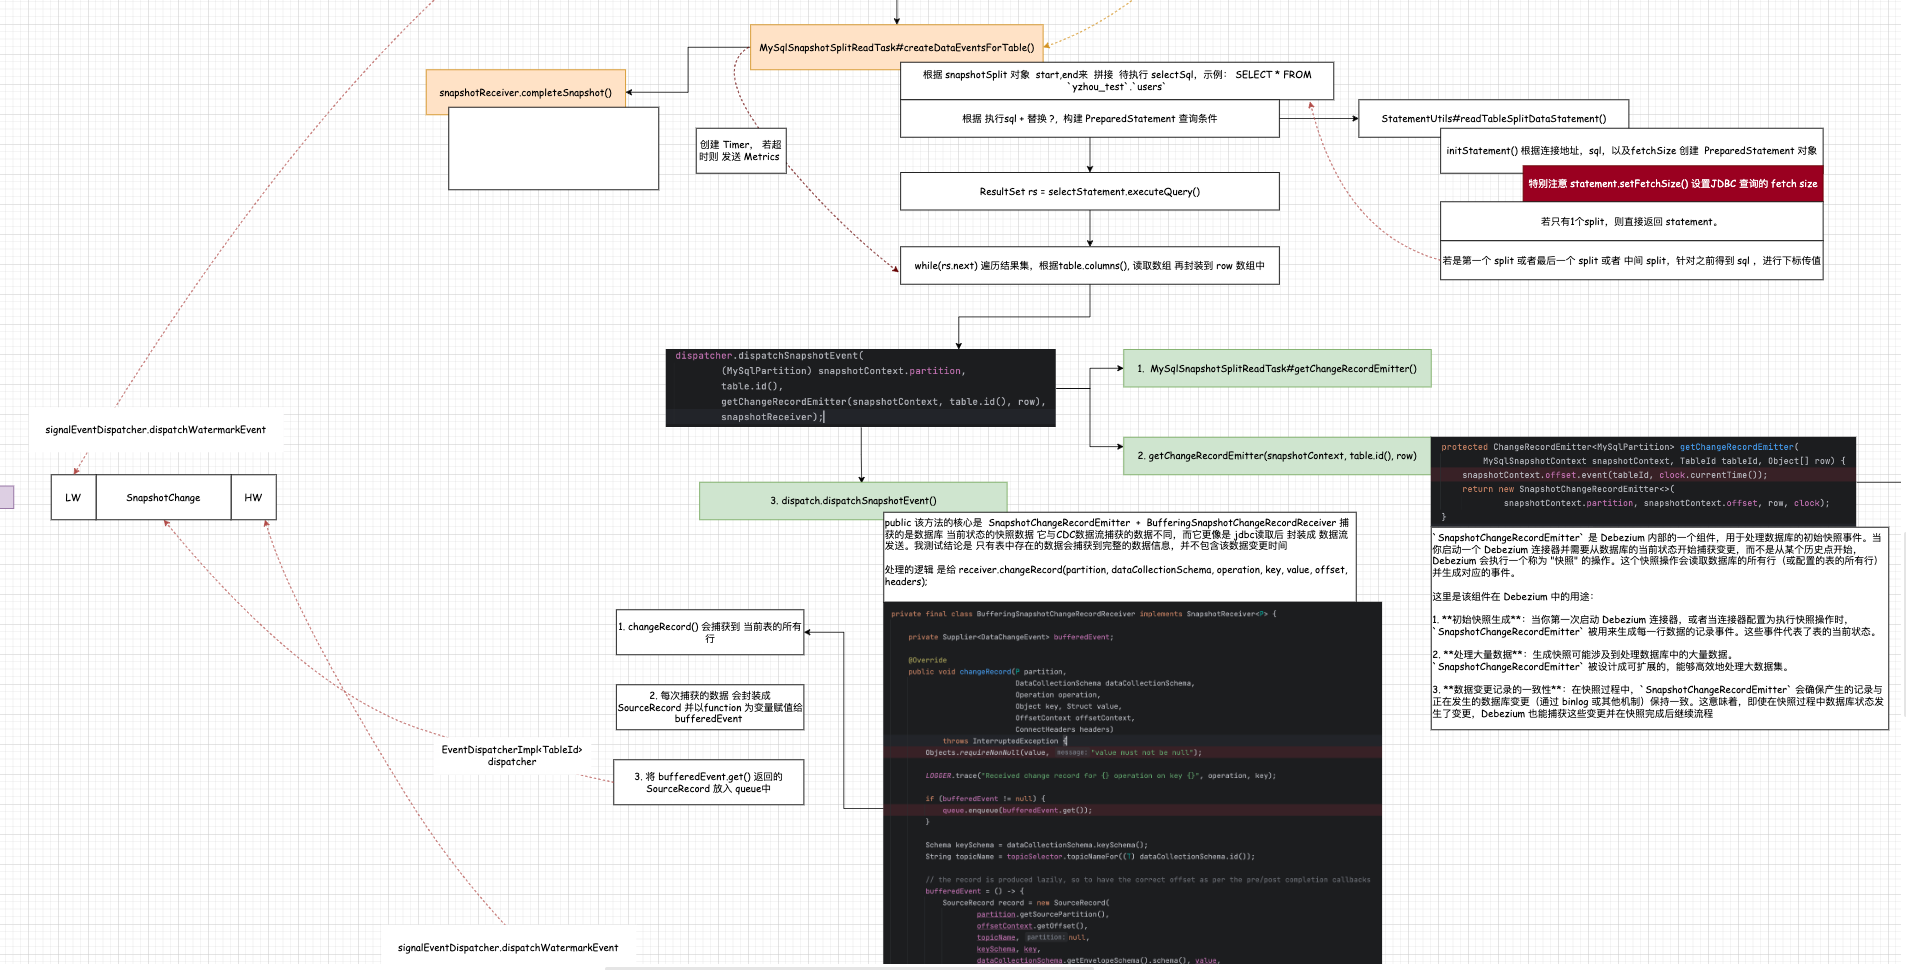 MySqlSnapshotSplitReadTask#createDataEventsForTable()
snapshotReceiver.completeSnapshot()
根据 snapshotSplit 对象 start,end来 拼接 待执行 selectSql，示例： SELECT * FROM
`yzhou_test`.`users`
根据 执行sql + 替换 ?，构建 PreparedStatement 查询条件
StatementUtils#readTableSplitDataStatement()
initStatement() 根据连接地址，sql，以及fetchSize 创建 PreparedStatement 对象
特别注意 statement.setFetchSize() 设置JDBC 查询的 fetch size
若只有1个split，则直接返回 statement。
若是第一个 split 或者最后一个 split 或者 中间 split，针对之前得到 sql ，进行下标传值
创建 Timer， 若超
时则 发送 Metrics
ResultSet rs = selectStatement.executeQuery()
while(rs.next) 遍历结果集，根据table.columns(), 读取数组 再封装到 row 数组中
dispatcher.dispatchSnapshotEvent(
(MySqlPartition) snapshotContext.partition,
table.id(),
getChangeRecordEmitter(snapshotContext, table.id(), row),
snapshotReceiver);
1. MySqlSnapshotSplitReadTask#getChangeRecordEmitter()
2. getChangeRecordEmitter(snapshotContext, table.id(), row)
protected ChangeRecordEmitter<MySqlPartition> getChangeRecordEmitter(
MySqlSnapshotContext snapshotContext, TableId tableId, Object[] row) {
snapshotContext.offset.event(tableId, clock.currentTime());
return new SnapshotChangeRecordEmitter<>(
snapshotContext.partition, snapshotContext.offset, row, clock);
}
signalEventDispatcher.dispatchWatermarkEvent
LW
SnapshotChange
HW
3. dispatch.dispatchSnapshotEvent()
public 该方法的核心是 SnapshotChangeRecordEmitter + BufferingSnapshotChangeRecordReceiver 捕
获的是数据库 当前状态的快照数据 它与CDC数据流捕获的数据不同，而它更像是 jdbc读取后 封装成 数据流
发送。我测试结论是 只有表中存在的数据会捕获到完整的数据信息，并不包含该数据变更时间
处理的逻辑 是给 receiver.changeRecord(partition, dataCollectionSchema, operation, key, value, offset,
headers);
`SnapshotChangeRecordEmitter` 是 Debezium 内部的一个组件，用于处理数据库的初始快照事件。当
你启动一个 Debezium 连接器并需要从数据库的当前状态开始捕获变更，而不是从某个历史点开始，
Debezium 会执行一个称为 "快照" 的操作。这个快照操作会读取数据库的所有行（或配置的表的所有行）
并生成对应的事件。
这里是该组件在 Debezium 中的用途：
1. **初始快照生成**：当你第一次启动 Debezium 连接器，或者当连接器配置为执行快照操作时，
`SnapshotChangeRecordEmitter` 被用来生成每一行数据的记录事件。这些事件代表了表的当前状态。
2. **处理大量数据**：生成快照可能涉及到处理数据库中的大量数据。
`SnapshotChangeRecordEmitter` 被设计成可扩展的，能够高效地处理大数据集。
3. **数据变更记录的一致性**：在快照过程中，`SnapshotChangeRecordEmitter` 会确保产生的记录与
正在发生的数据库变更（通过 binlog 或其他机制）保持一致。这意味着，即使在快照过程中数据库状态发
生了变更，Debezium 也能捕获这些变更并在快照完成后继续流程
1. changeRecord() 会捕获到 当前表的所有
行
2. 每次捕获的数据 会封装成
SourceRecord 并以function 为变量赋值给
bufferedEvent
3. 将 bufferedEvent.get() 返回的
SourceRecord 放入 queue中
EventDispatcherImpl<TableId>
dispatcher
private final class BufferingSnapshotChangeRecordReceiver implements SnapshotReceiver<P> {
private Supplier<DataChangeEvent> bufferedEvent;
@Override
public void changeRecord(P partition,
DataCollectionSchema dataCollectionSchema,
Operation operation,
Object key, Struct value,
OffsetContext offsetContext,
ConnectHeaders headers)
throws InterruptedException {
Objects.requireNonNull(value, message: "value must not be null");
LOGGER.trace("Received change record for {} operation on key {}", operation, key);
if (bufferedEvent != null) {
queue.enqueue(bufferedEvent.get());
}
Schema keySchema = dataCollectionSchema.keySchema();
String topicName = topicSelector.topicNameFor((T) dataCollectionSchema.id());
// the record is produced lazily, so to have the correct offset as per the pre/post completion callbacks
bufferedEvent = () -> {
SourceRecord record = new SourceRecord(
partition.getSourcePartition(),
offsetContext.getOffset(),
topicName, partition: null,
keySchema, key,
dataCollectionSchema.getEnvelopeSchema().schema(), value,
signalEventDispatcher.dispatchWatermarkEvent